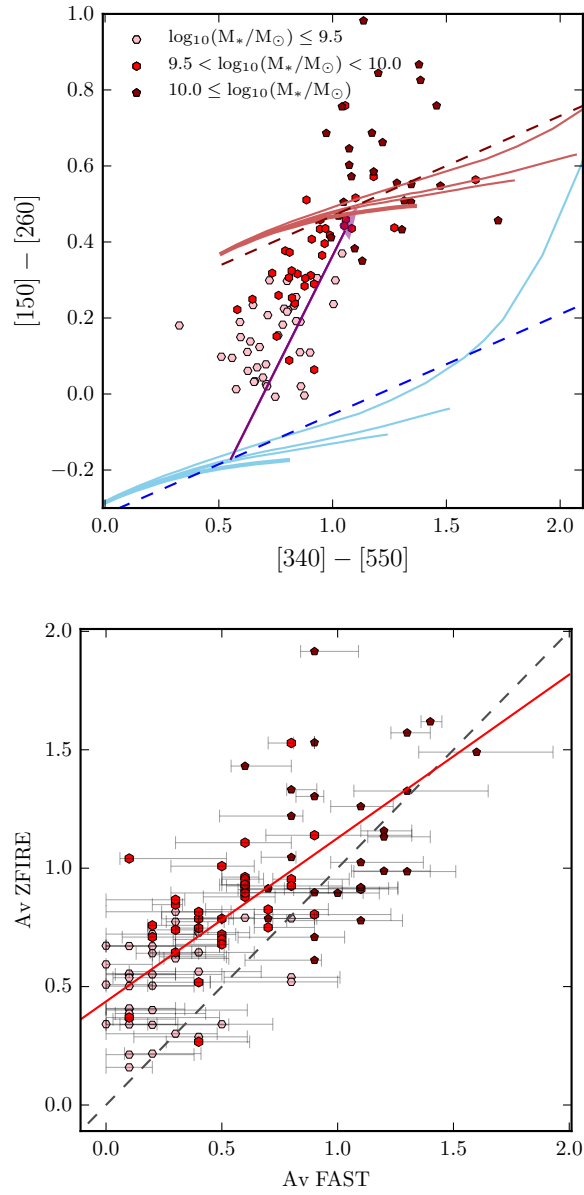 1.0
0.8
0.6
0.4
0.2
0.0
−0.2
[150] − [260]
log₁₀(M∗/M⊙) ≤ 9.5
9.5 < log₁₀(M∗/M⊙) < 10.0
10.0 ≤ log₁₀(M∗/M⊙)
0.0 0.5 1.0 1.5 2.0
[340] − [550]
2.0
1.5
1.0
0.5
0.0
Av ZFIRE
0.0 0.5 1.0 1.5 2.0
Av FAST